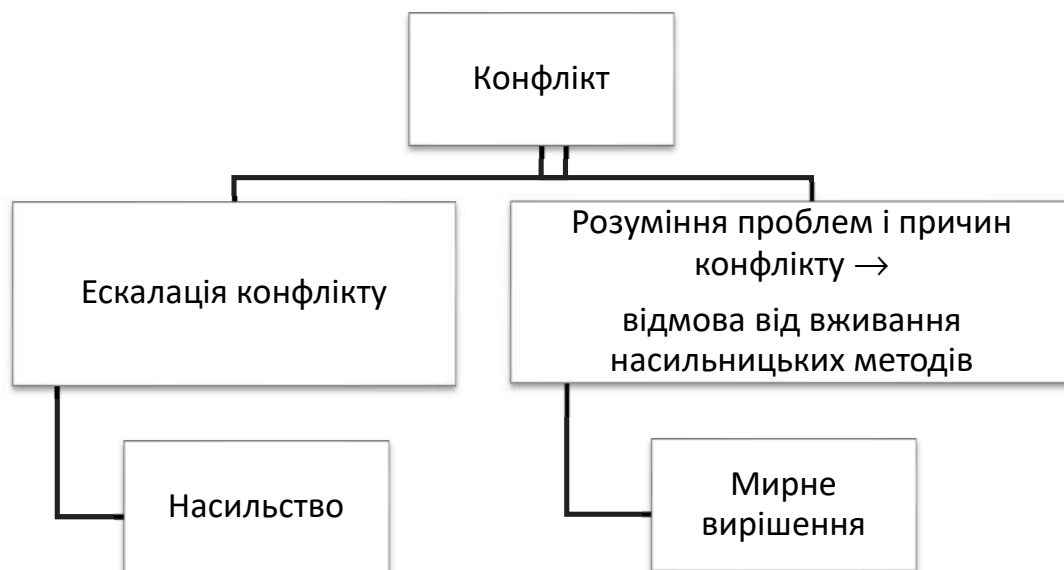 Конфлікт
Ескалація конфлікту
Розуміння проблем і причин
конфлікту →
відмова від вживання
насильницьких методів
Насильство
Мирне
вирішення